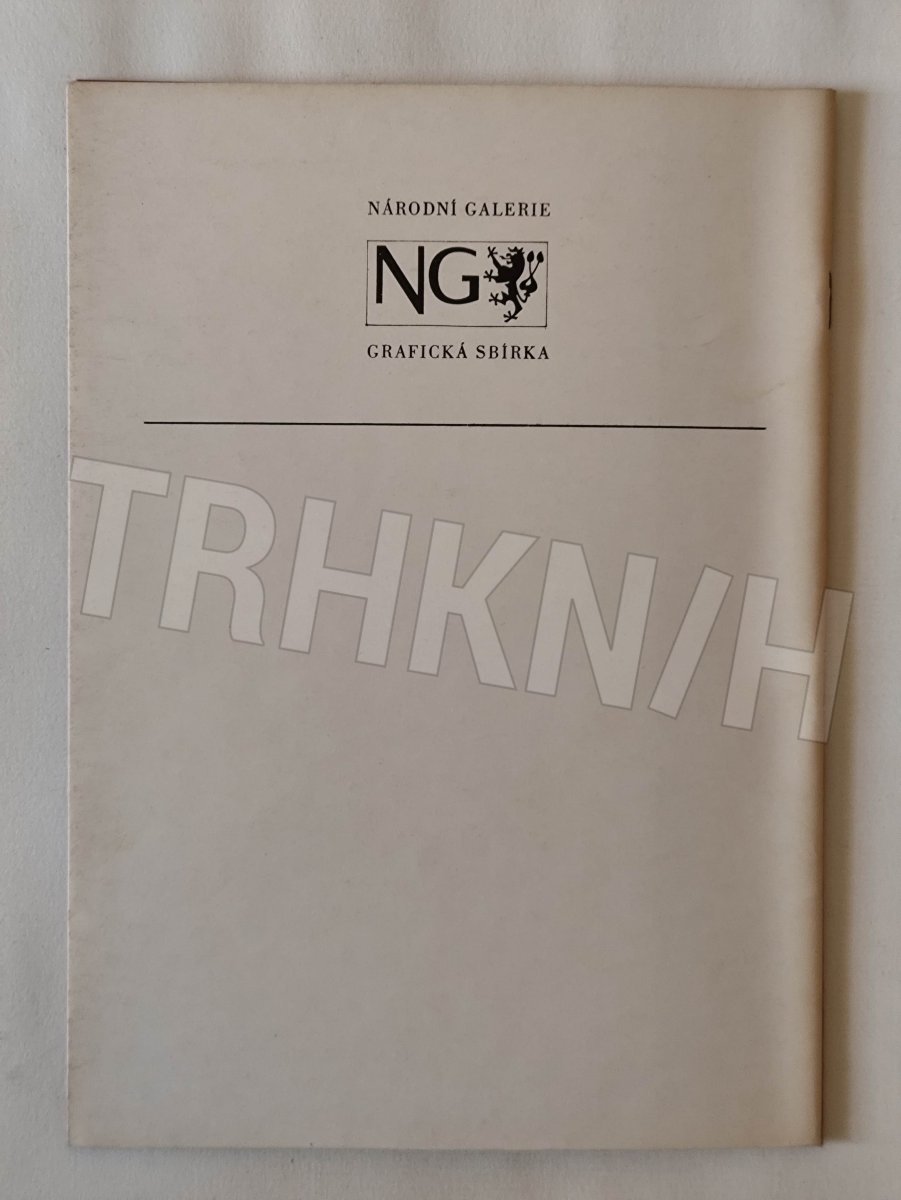 NÁRODNÍ GALERIE
NG
GRAFICKÁ SBÍRKA
TRHKN/H